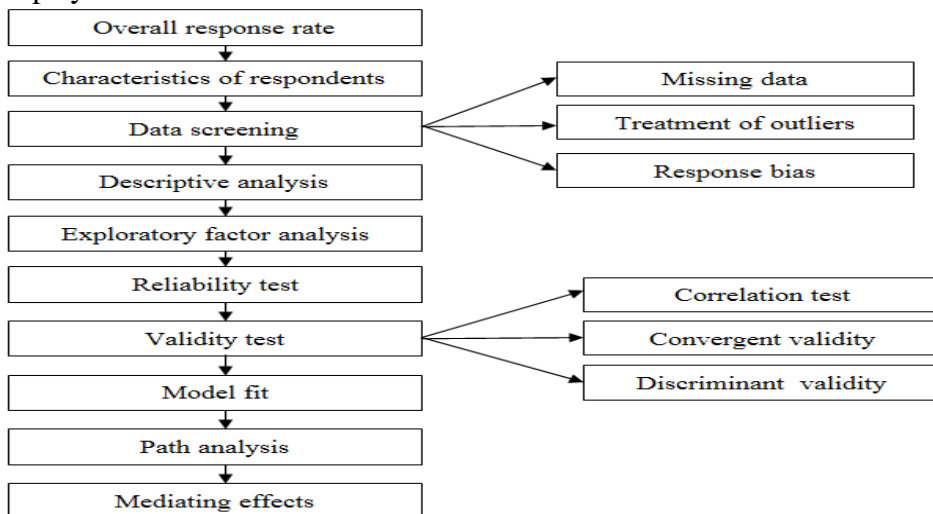 Overall response rate
Characteristics of respondents
Missing data
Data screening
Treatment of outliers
Descriptive analysis
Response bias
Exploratory factor analysis
Reliability test
Correlation test
Validity test
Convergent validity
Model fit
Discriminant validity
Path analysis
Mediating effects